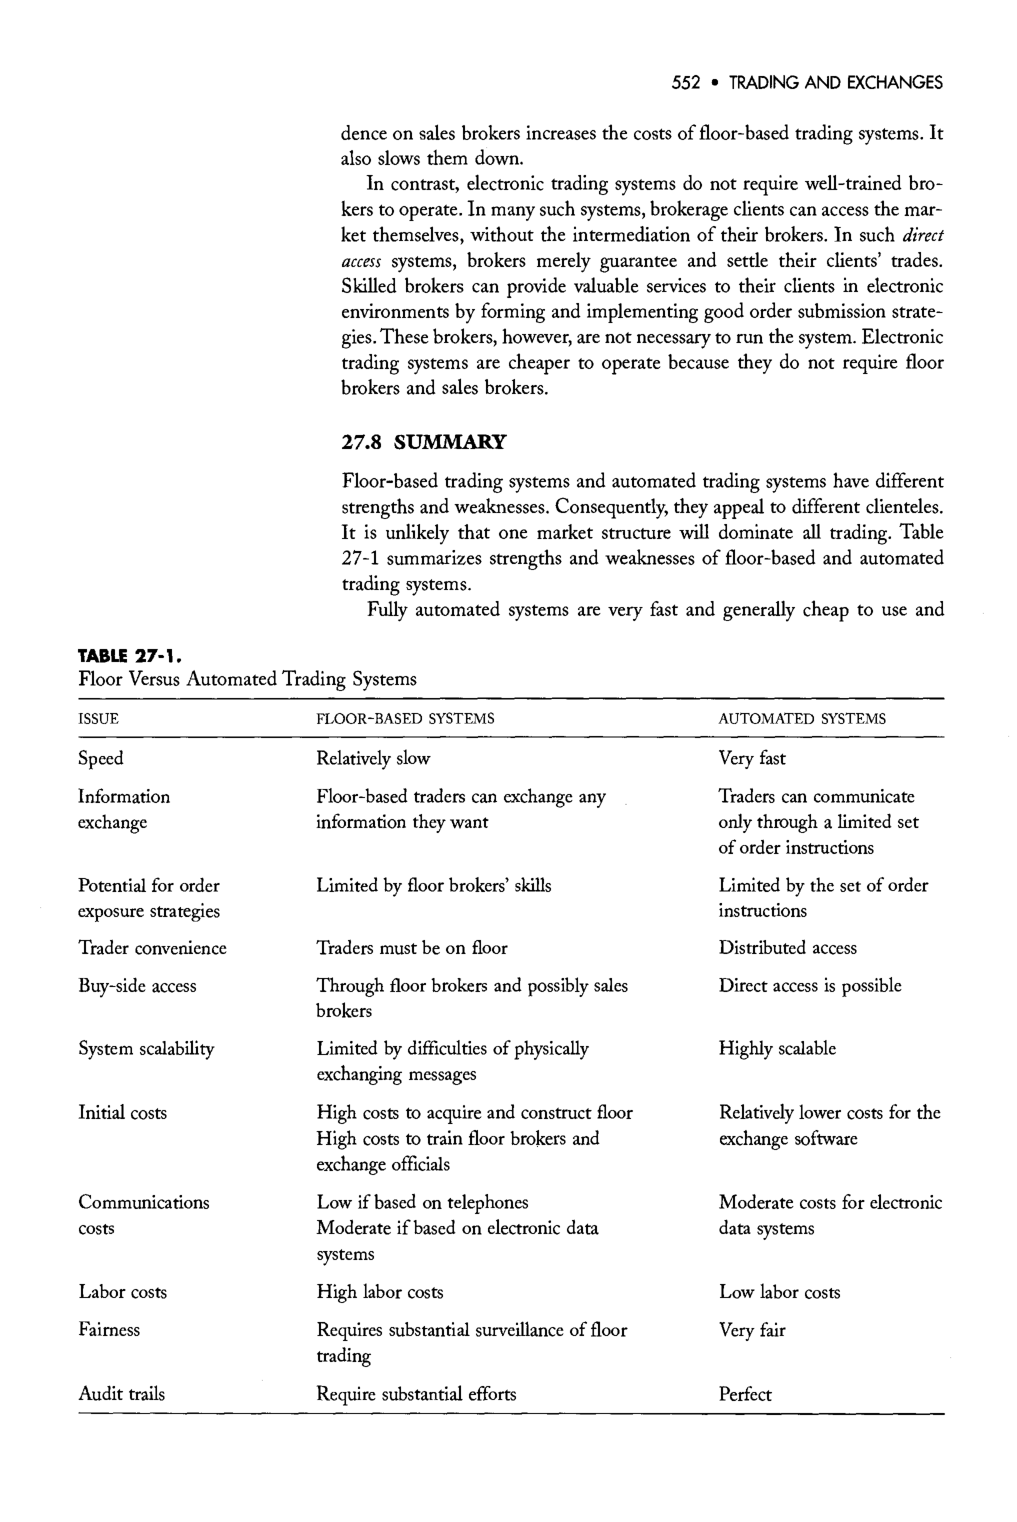 552 • TRADING AND EXCHANGES
dence on sales brokers increases the costs of floor-based trading systems. It
also slows them down.
In contrast, electronic trading systems do not require well-trained bro-
kers to operate. In many such systems, brokerage clients can access the mar-
ket themselves, without the intermediation of their brokers. In such direct
access systems, brokers merely guarantee and settle their clients' trades.
Skilled brokers can provide valuable services to their clients in electronic
environments by forming and implementing good order submission strate-
gies. These brokers, however, are not necessary to run the system. Electronic
trading systems are cheaper to operate because they do not require floor
brokers and sales brokers.
27.8 SUMMARY
Floor-based trading systems and automated trading systems have different
strengths and weaknesses. Consequently, they appeal to different clienteles.
It is unlikely that one market structure will dominate all trading. Table
27-1 summarizes strengths and weaknesses of floor-based and automated
trading systems.
Fully automated systems are very fast and generally cheap to use and
TABLE 27-1.
Floor Versus Automated Trading Systems
ISSUE FLOOR-BASED SYSTEMS AUTOMATED SYSTEMS
Speed Relatively slow Very fast
Information Floor-based traders can exchange any Traders can communicate
exchange information they want only through a limited set
of order instructions
Potential for order Limited by floor brokers' skills Limited by the set of order
exposure strategies instructions
Trader convenience Traders must be on floor Distributed access
Buy-side access Through floor brokers and possibly sales Direct access is possible
brokers
System scalability Limited by difficulties of physically Highly scalable
exchanging messages
Initial costs High costs to acquire and construct floor Relatively lower costs for the
High costs to train floor brokers and exchange software
exchange officials
Communications Low if based on telephones Moderate costs for electronic
costs Moderate if based on electronic data data systems
systems
Labor costs High labor costs Low labor costs
Fairness Requires substantial surveillance of floor Very fair
trading
Audit trails Require substantial efforts Perfect